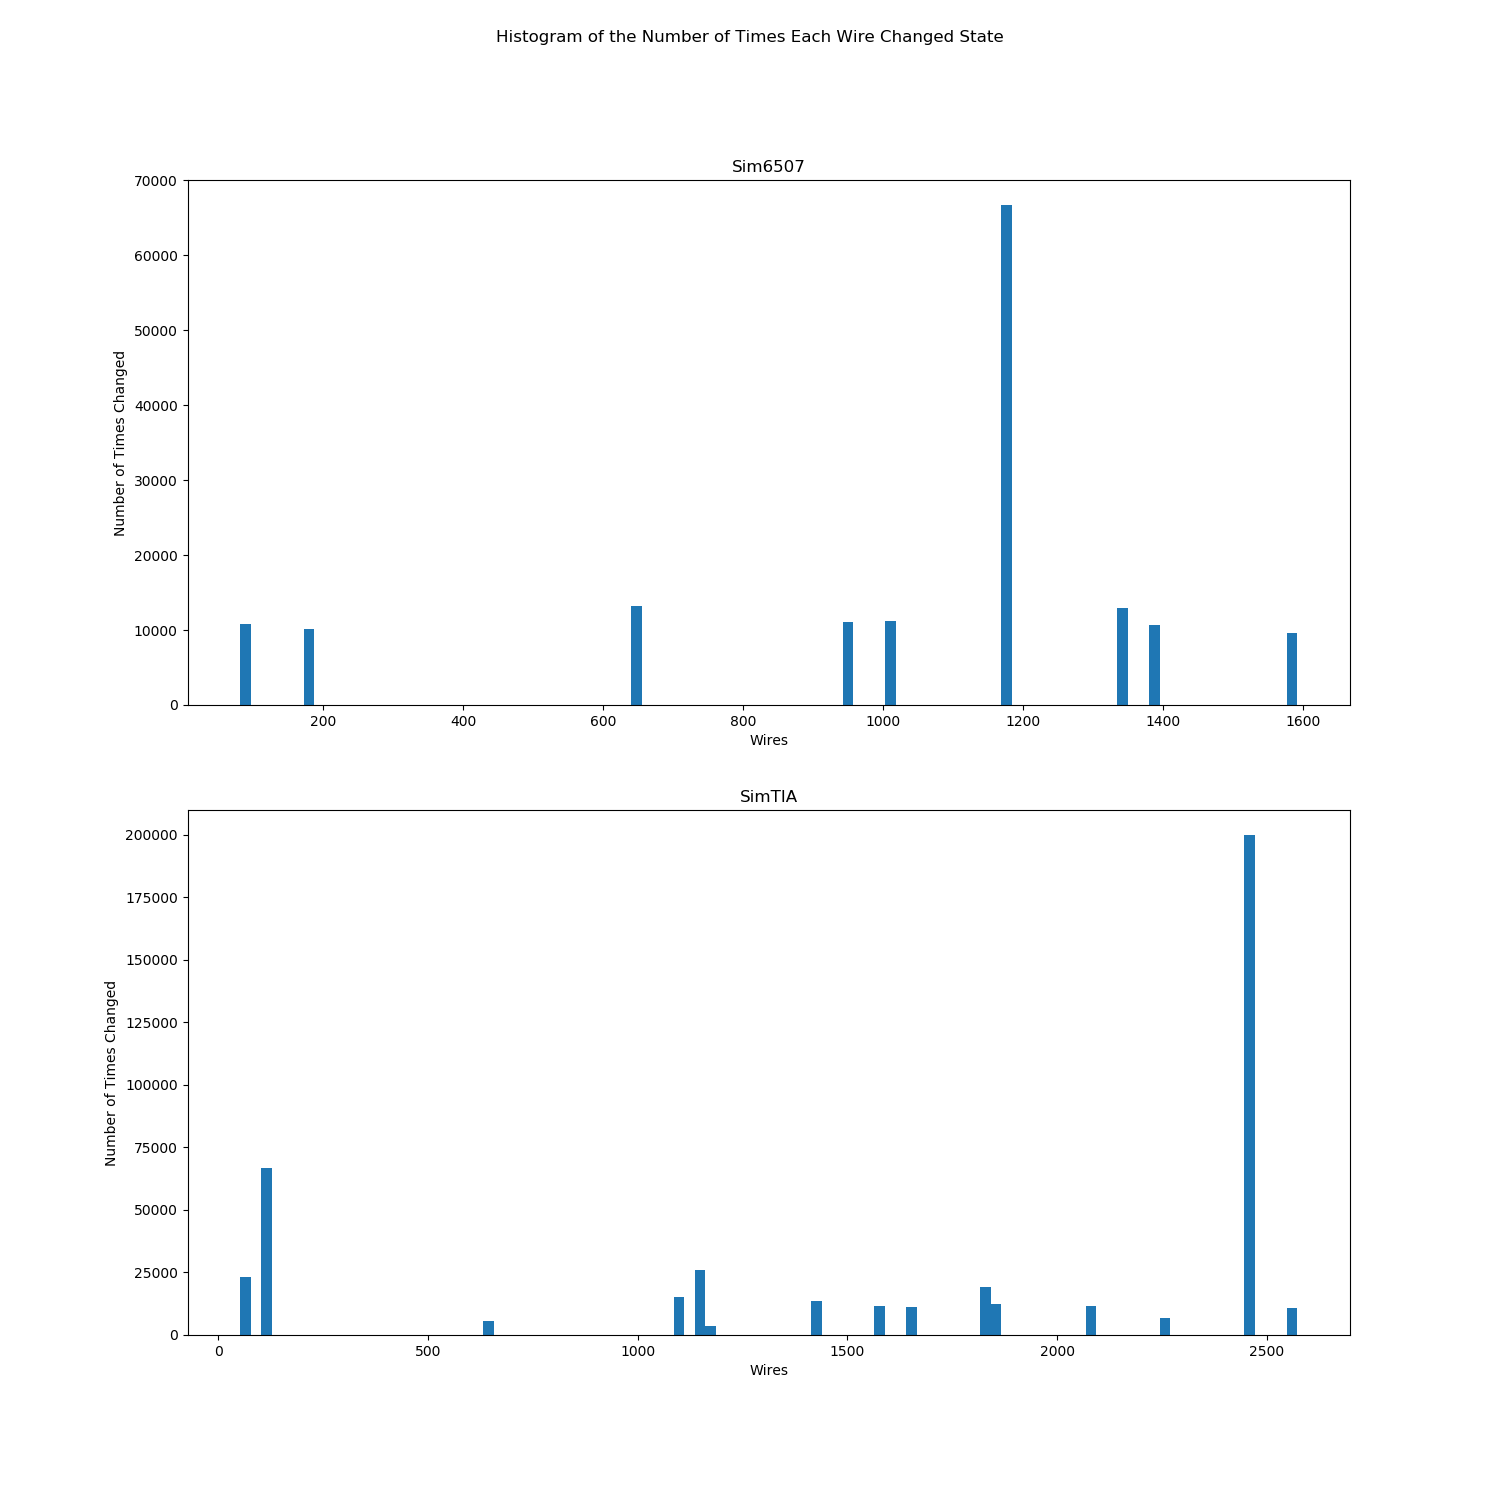 Histogram of the Number of Times Each Wire Changed State
Sim6507
70000
60000
50000
40000
30000
20000
10000
0
Number of Times Changed
200 400 600 800 1000 1200 1400 1600
Wires
SimTIA
200000
175000
150000
125000
100000
75000
50000
25000
0
Number of Times Changed
0 500 1000 1500 2000 2500
Wires